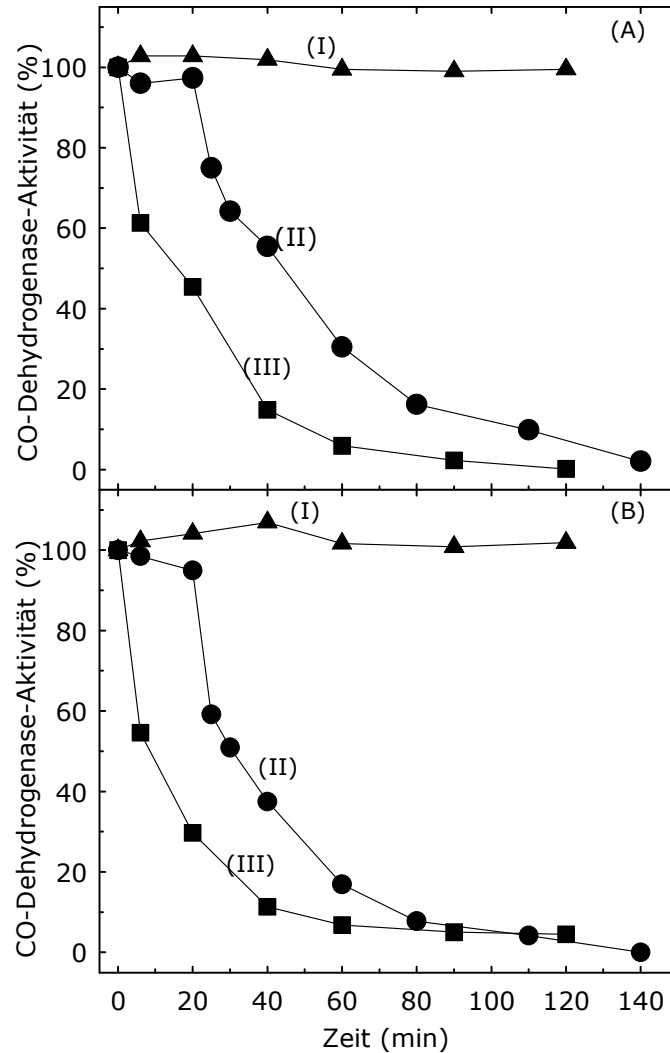 (A)
(I)
100
80
60
40
20
0
(II)
(III)
CO-Dehydrogenase-Aktivität (%)
(B)
(I)
100
80
60
40
20
0
(II)
(III)
CO-Dehydrogenase-Aktivität (%)
0 20 40 60 80 100 120 140
Zeit (min)